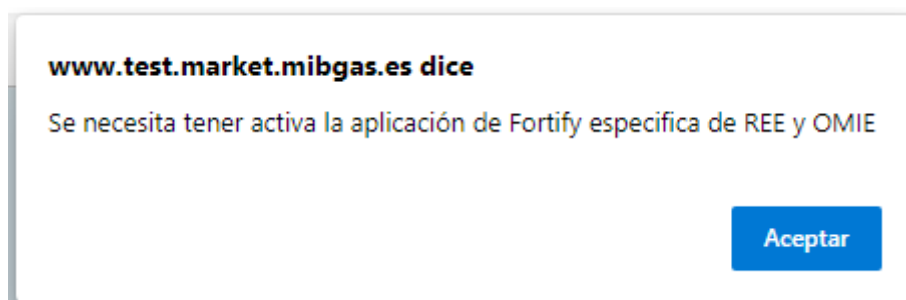 www.test.market.mibgas.es dice
Se necesita tener activa la aplicación de Fortify especifica de REE y OMIE
Aceptar